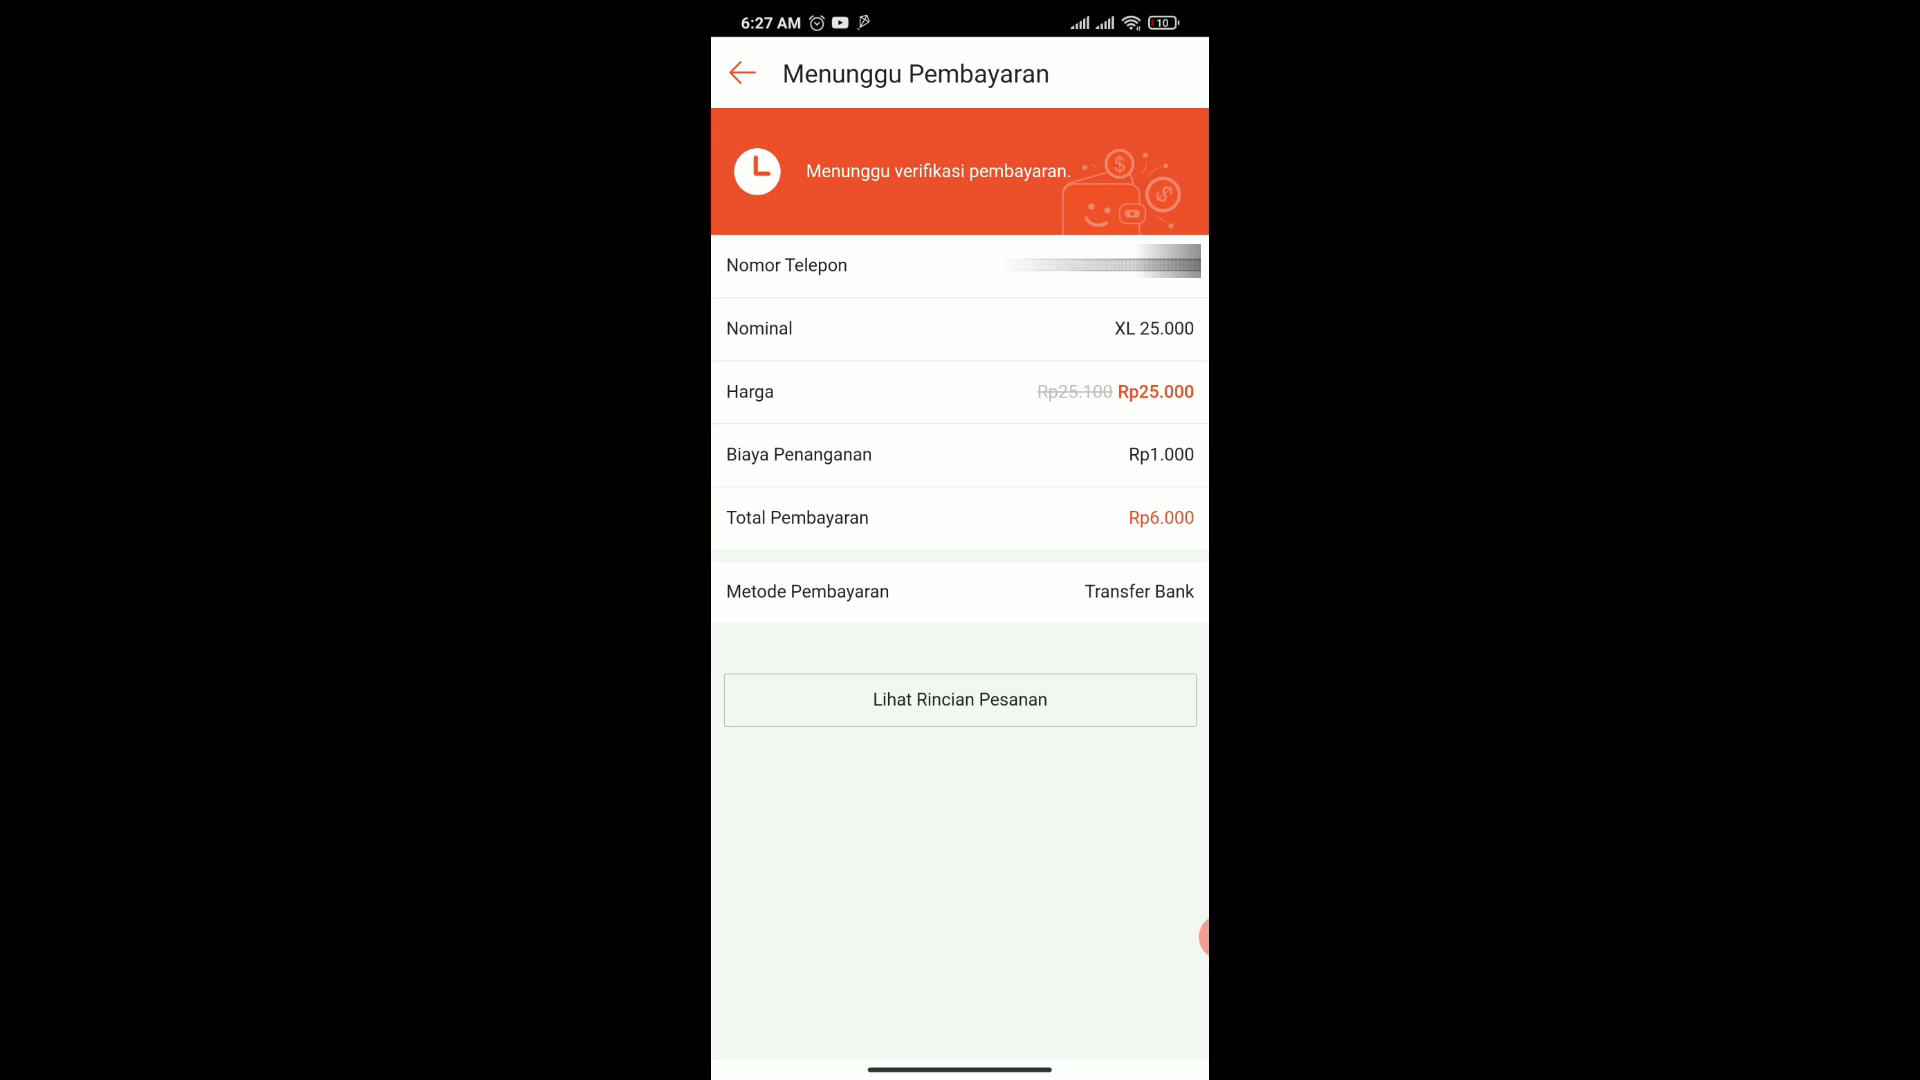 6:27 AM
10
Menunggu Pembayaran
Menunggu verifikasi pembayaran.
Nomor Telepon
Nominal XL 25.000
Harga Rp25.100 Rp25.000
Biaya Penanganan Rp1.000
Total Pembayaran Rp6.000
Metode Pembayaran Transfer Bank
Lihat Rincian Pesanan